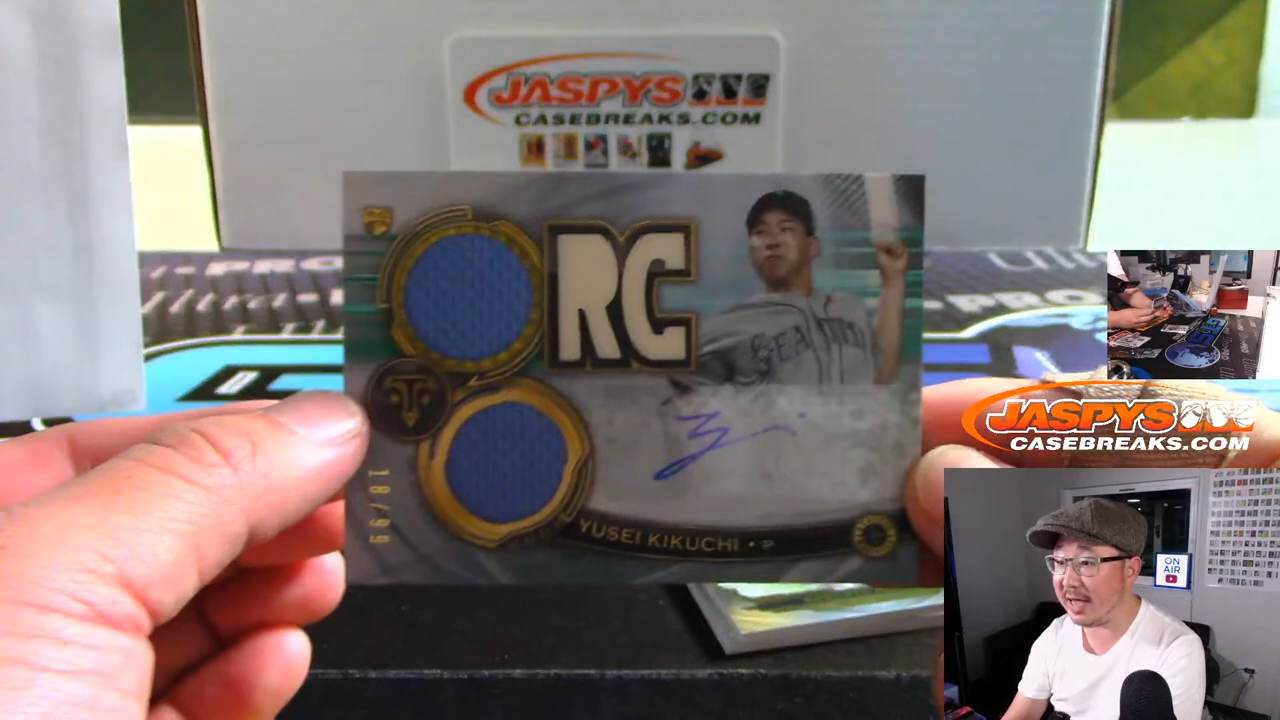 JASPYS
CASEBREAKS.COM
RC
SEATTLE
18/99
YUSEI KIKUCHI • P
JASPYS
CASEBREAKS.COM
ON
AIR